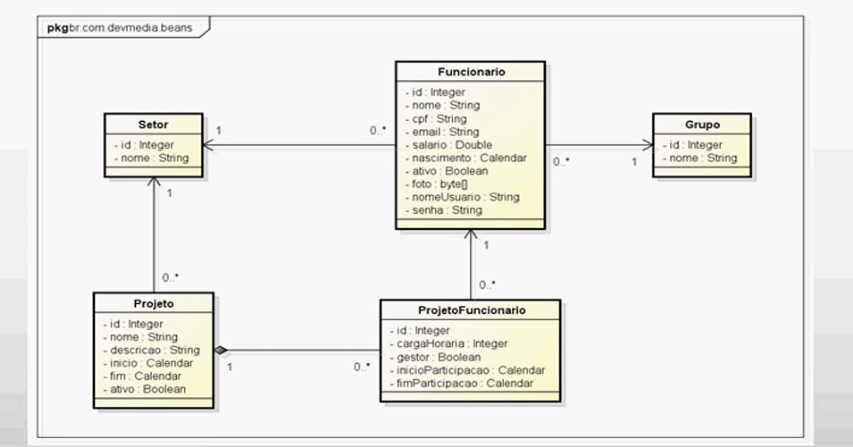 pkg br.com.devmedia.beans
Funcionario
- id : Integer
- nome : String
- cpf : String
- email : String
- salario : Double
- nascimento : Calendar
- ativo : Boolean
- foto : byte[]
- nomeUsuario : String
- senha : String
Setor
- id : Integer
- nome : String
Grupo
- id : Integer
- nome : String
1
0..*
0..*
1
1
0..*
1
0..*
Projeto
- id : Integer
- nome : String
- descricao : String
- inicio : Calendar
- fim : Calendar
- ativo : Boolean
1
0..*
ProjetoFuncionario
- id : Integer
- cargaHoraria : Integer
- gestor : Boolean
- inicioParticipacao : Calendar
- fimParticipacao : Calendar